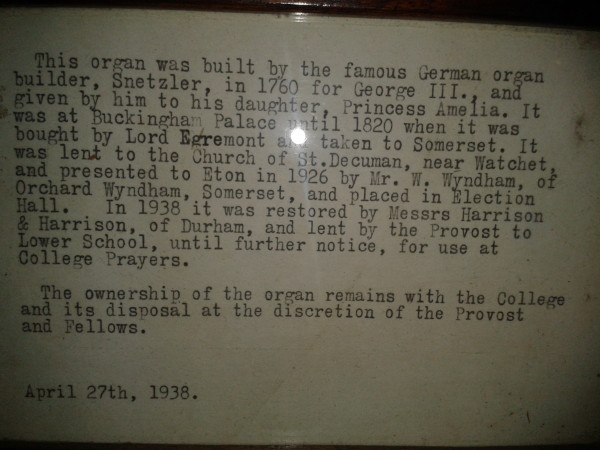 This organ was built by the famous German organ
builder, Snetzler, in 1760 for George III., and
given by him to his daughter, Princess Amelia. It
was at Buckingham Palace until 1820 when it was
bought by Lord Egremont and taken to Somerset. It
was lent to the Church of St.Decuman, near Watchet,
and presented to Eton in 1926 by Mr. W. Wyndham, of
Orchard Wyndham, Somerset, and placed in Election
Hall. In 1938 it was restored by Messrs Harrison
& Harrison, of Durham, and lent by the Provost to
Lower School, until further notice, for use at
College Prayers.
The ownership of the organ remains with the College
and its disposal at the discretion of the Provost
and Fellows.
April 27th, 1938.